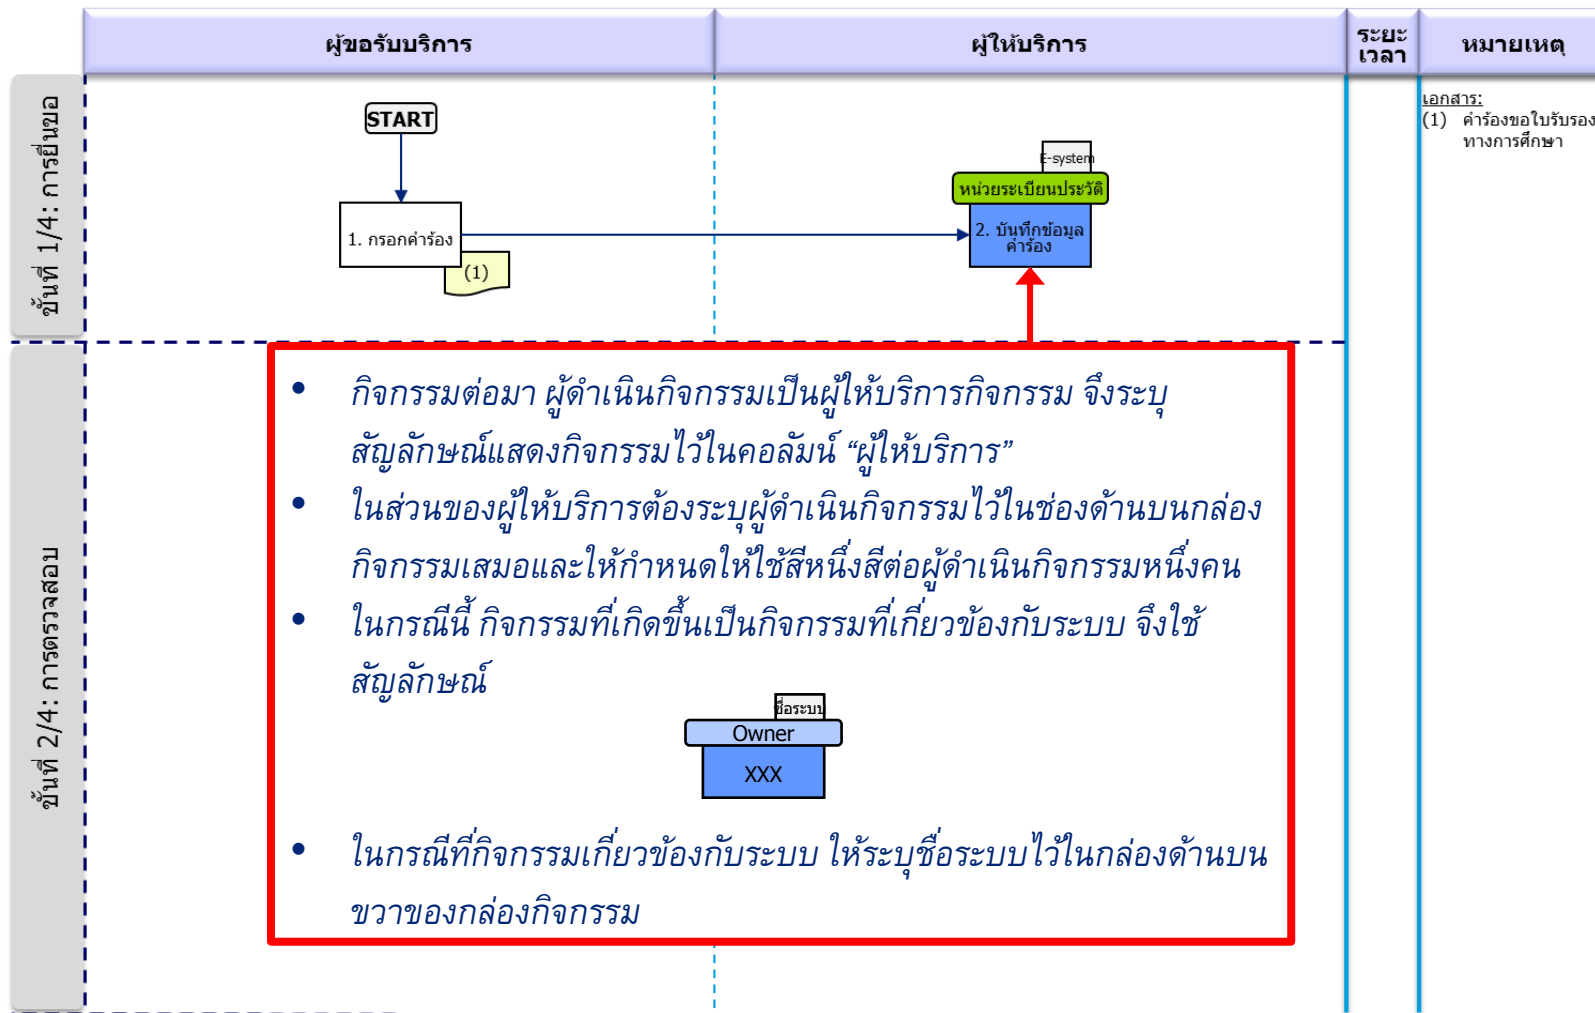 ผู้ขอรับบริการ
ผู้ให้บริการ
ระยะ
เวลา
หมายเหตุ
ขั้นที่ 1/4: การยื่นขอ
START
1. กรอกคำร้อง
(1)
E-system
หน่วยระเบียนประวัติ
2. บันทึกข้อมูล
คำร้อง
เอกสาร:
(1) คำร้องขอใบรับรอง
ทางการศึกษา
ขั้นที่ 2/4: การตรวจสอบ
• กิจกรรมต่อมา ผู้ดำเนินกิจกรรมเป็นผู้ให้บริการกิจกรรม จึงระบุ
สัญลักษณ์แสดงกิจกรรมไว้ในคอลัมน์ “ผู้ให้บริการ”
• ในส่วนของผู้ให้บริการต้องระบุผู้ดำเนินกิจกรรมไว้ในช่องด้านบนกล่อง
กิจกรรมเสมอและให้กำหนดให้ใช้สีหนึ่งสีต่อผู้ดำเนินกิจกรรมหนึ่งคน
• ในกรณีนี้ กิจกรรมที่เกิดขึ้นเป็นกิจกรรมที่เกี่ยวข้องกับระบบ จึงใช้
สัญลักษณ์
ชื่อระบบ
Owner
XXX
• ในกรณีที่กิจกรรมเกี่ยวข้องกับระบบ ให้ระบุชื่อระบบไว้ในกล่องด้านบน
ขวาของกล่องกิจกรรม